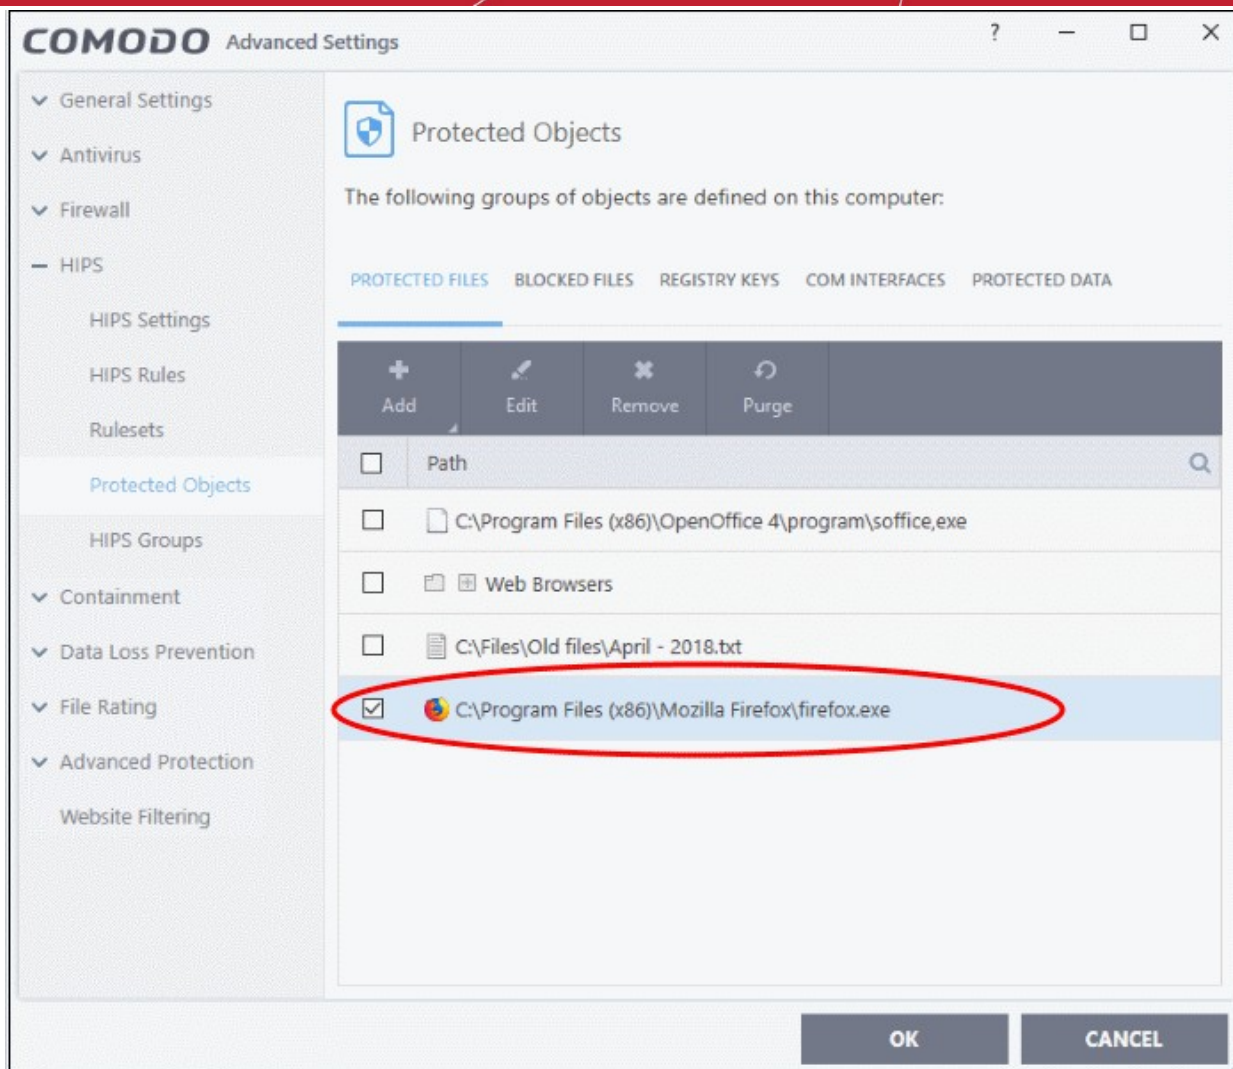 COMODO Advanced Settings ?
General Settings
Antivirus
Firewall
HIPS
HIPS Settings
HIPS Rules
Rulesets
Protected Objects
HIPS Groups
Containment
Data Loss Prevention
File Rating
Advanced Protection
Website Filtering
Protected Objects
The following groups of objects are defined on this computer:
PROTECTED FILES BLOCKED FILES REGISTRY KEYS COM INTERFACES PROTECTED DATA
Add Edit Remove Purge
Path
C:\Program Files (x86)\OpenOffice 4\program\soffice,exe
Web Browsers
C:\Files\Old files\April - 2018.txt
C:\Program Files (x86)\Mozilla Firefox\firefox.exe
OK CANCEL